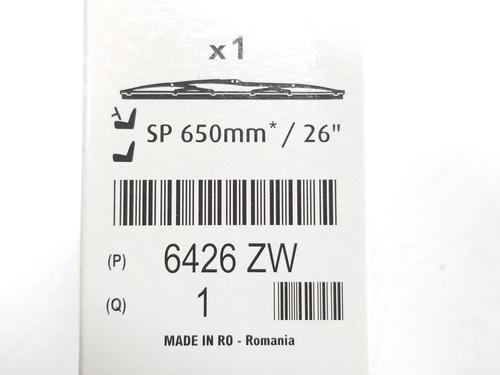 x1
SP 650mm* / 26"
(P) 6426 ZW
(Q) 1
MADE IN RO - Romania